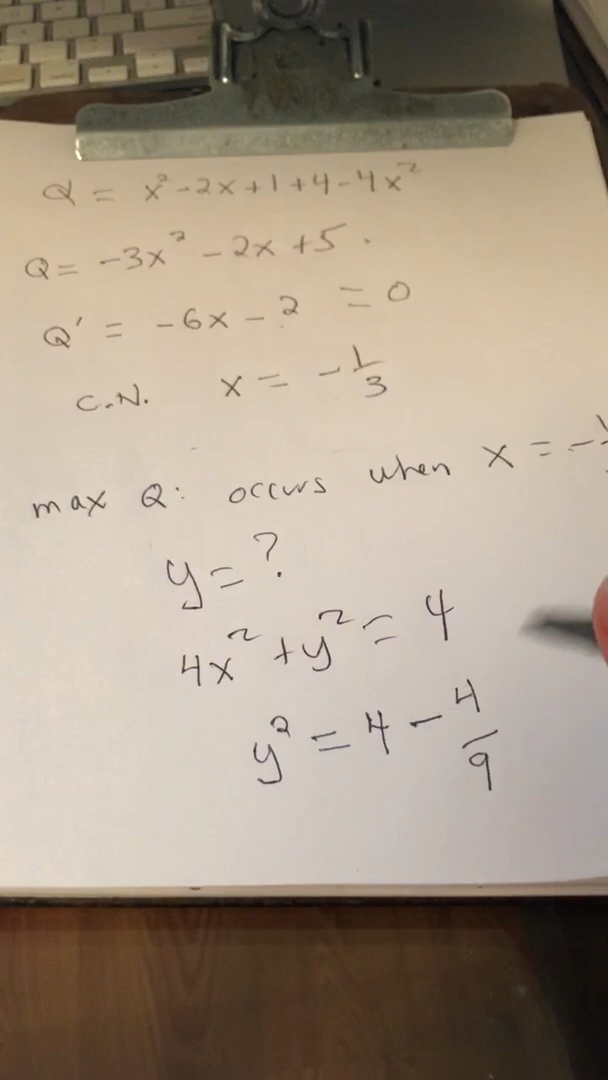 Q = x² - 2x + 1 + 4 - 4x²
Q = -3x² - 2x + 5.
Q' = -6x - 2 = 0
C.N. x = -1/3
max Q: occurs when x = -
y = ?
4x² + y² = 4
y² = 4 - 4/9